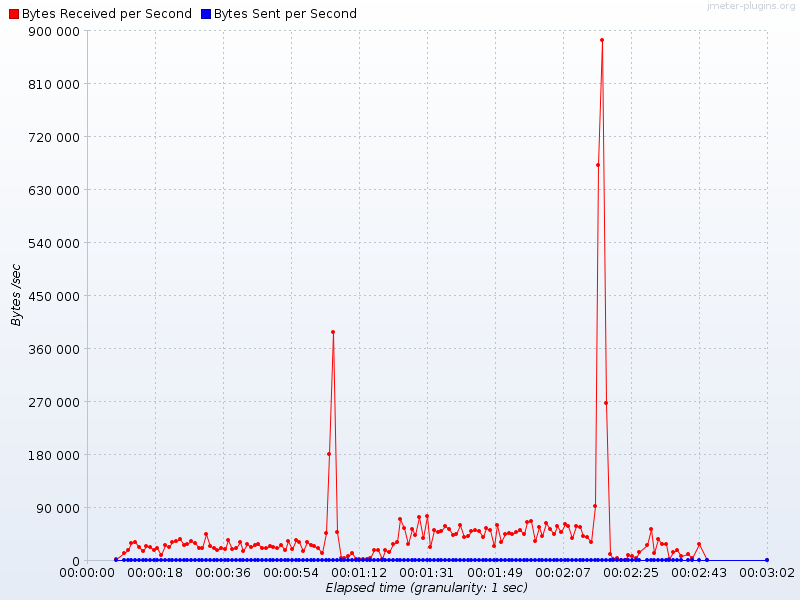 jmeter-plugins.org
Bytes Received per Second Bytes Sent per Second
900 000
810 000
720 000
630 000
540 000
450 000
360 000
270 000
180 000
90 000
0
Bytes /sec
00:00:00 00:00:18 00:00:36 00:00:54 00:01:12 00:01:31 00:01:49 00:02:07 00:02:25 00:02:43 00:03:02
Elapsed time (granularity: 1 sec)